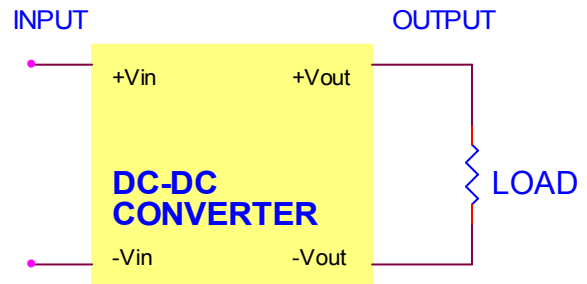 INPUT
OUTPUT
+Vin
+Vout
DC-DC
CONVERTER
LOAD
-Vin
-Vout